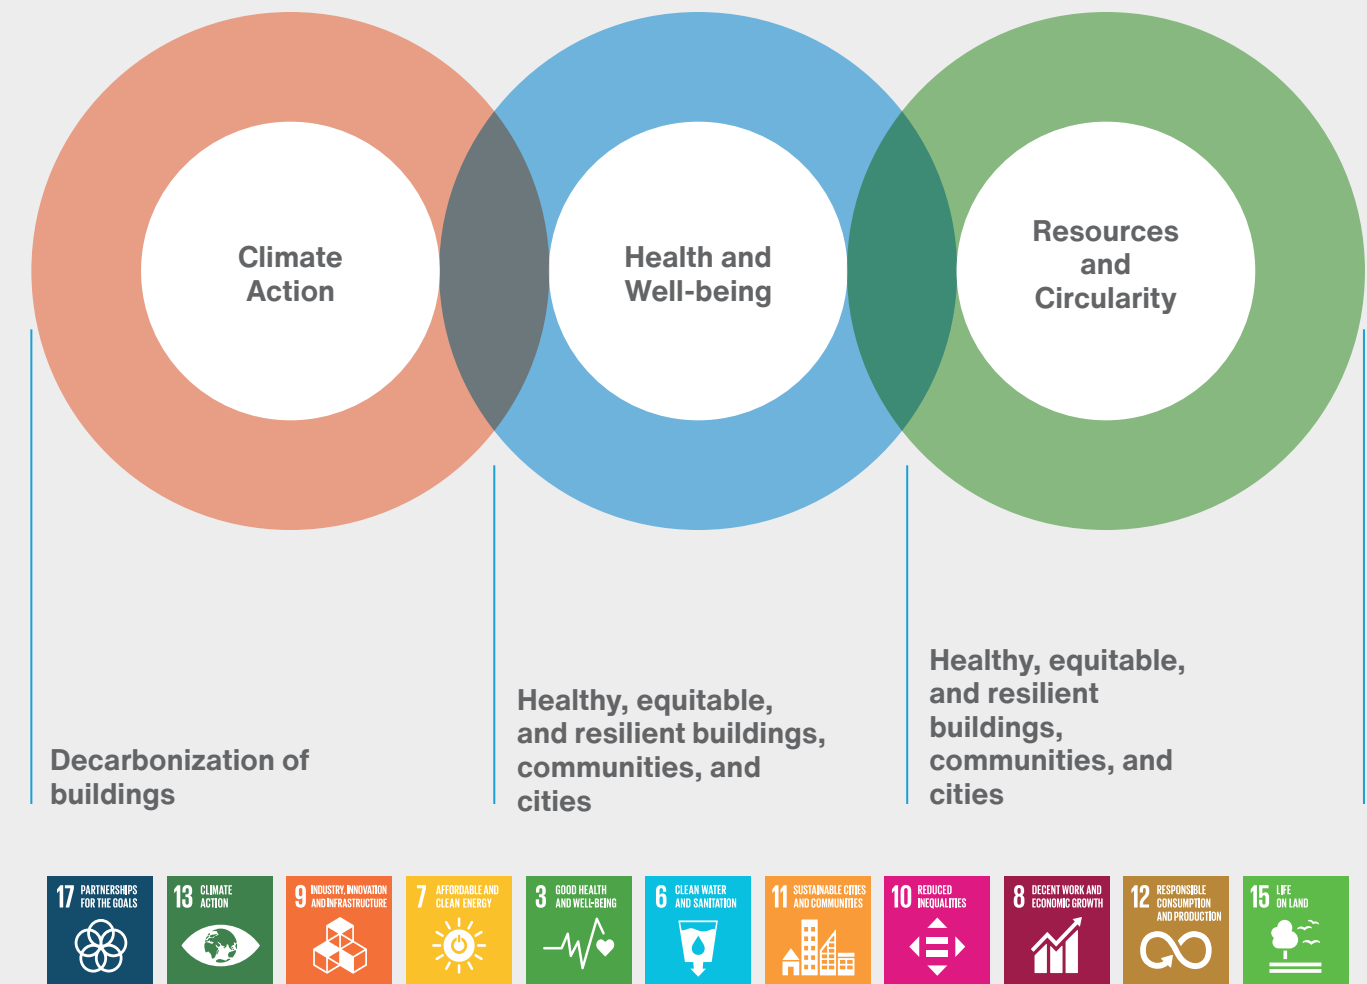 Climate
Action
Health and
Well-being
Resources
and
Circularity
Decarbonization of
buildings
Healthy, equitable,
and resilient buildings,
communities, and
cities
Healthy, equitable,
and resilient
buildings,
communities, and
cities
17 PARTNERSHIPS
FOR THE GOALS
13 CLIMATE
ACTION
9 INDUSTRY, INNOVATION
AND INFRASTRUCTURE
7 AFFORDABLE AND
CLEAN ENERGY
3 GOOD HEALTH
AND WELL-BEING
6 CLEAN WATER
AND SANITATION
11 SUSTAINABLE CITIES
AND COMMUNITIES
10 REDUCED
INEQUALITIES
8 DECENT WORK AND
ECONOMIC GROWTH
12 RESPONSIBLE
CONSUMPTION
AND PRODUCTION
15 LIFE
ON LAND